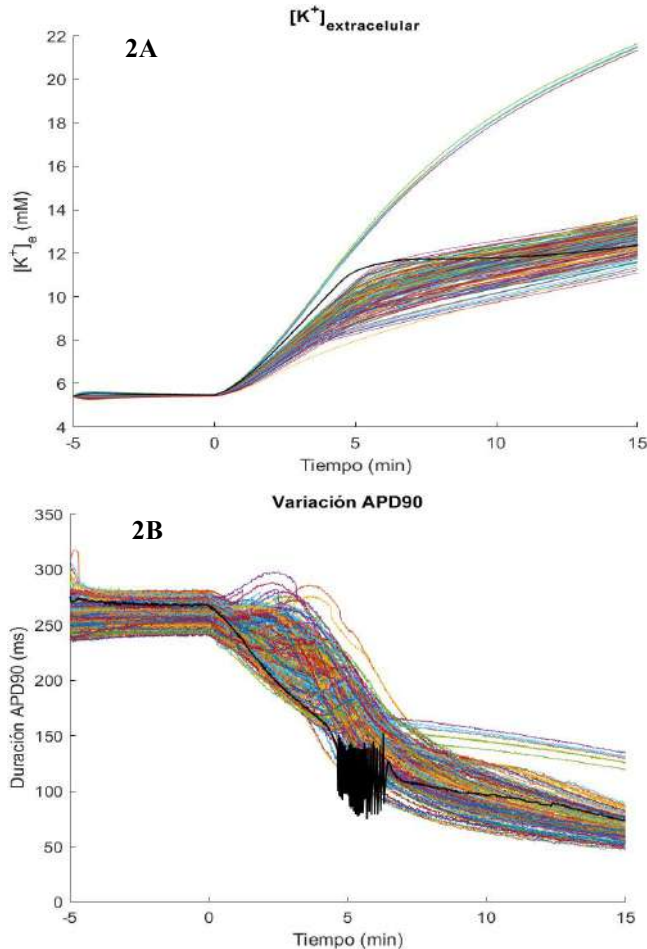 [K⁺]extracelular
2A
22
20
18
16
14
12
10
8
6
4
[K⁺]e (mM)
-5 0 5 10 15
Tiempo (min)
Variación APD90
2B
350
300
250
200
150
100
50
0
Duración APD90 (ms)
-5 0 5 10 15
Tiempo (min)